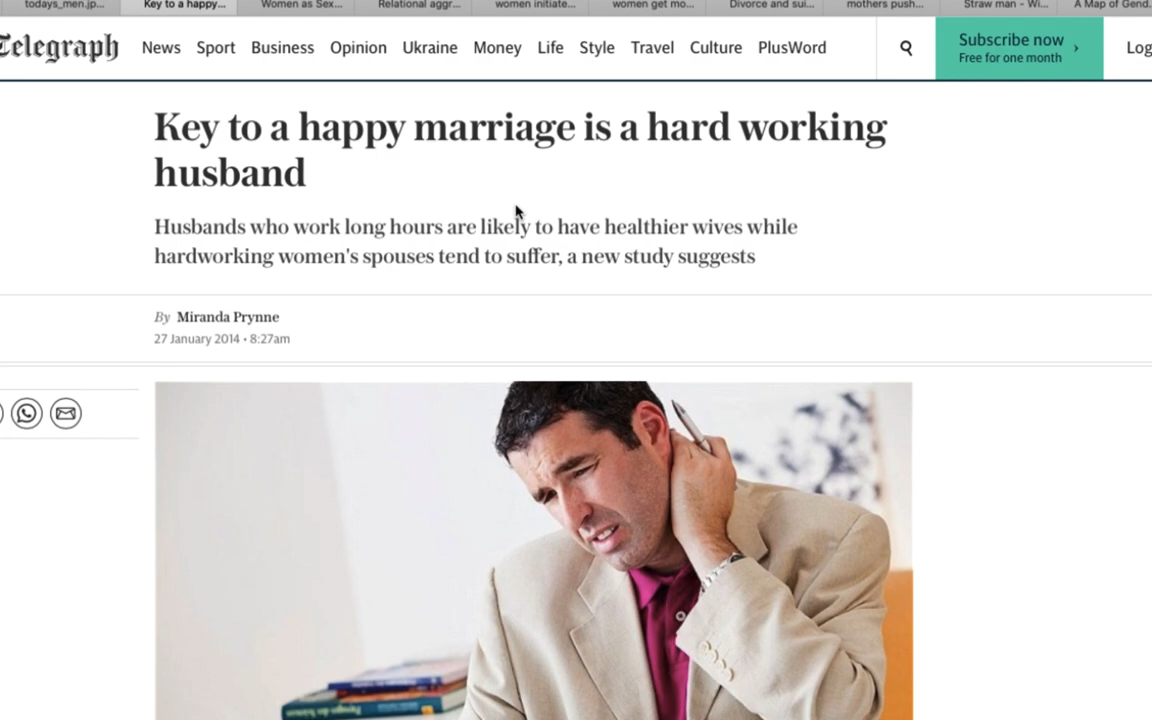 todays_men.jp...
Key to a happy...
Women as Sex...
Relational aggr...
women initiate...
women get mo...
Divorce and sui...
mothers push...
Straw man - Wi...
A Map of Gend.
Telegraph
News
Sport
Business
Opinion
Ukraine
Money
Life
Style
Travel
Culture
PlusWord
Subscribe now
Free for one month
Log
Key to a happy marriage is a hard working
husband
Husbands who work long hours are likely to have healthier wives while
hardworking women's spouses tend to suffer, a new study suggests
By Miranda Prynne
27 January 2014 • 8:27am